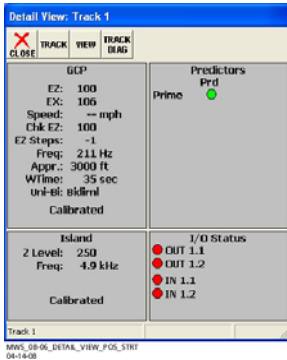 Detail View: Track 1
CLOSE TRACK VIEW TRACK DIAG
GCP
EZ: 100
EX: 106
Speed: -- mph
Chk EZ: 100
EZ Steps: -1
Freq: 211 Hz
Appr.: 3000 ft
WTime: 35 sec
Uni-Bi: Bidirnl
Calibrated
Predictors
Prd
Prime
Island
Z Level: 250
Freq: 4.9 kHz
Calibrated
I/O Status
OUT 1.1
OUT 1.2
IN 1.1
IN 1.2
Track 1
MWS_08-06_DETAIL_VIEW_POS_STRT
04-14-08